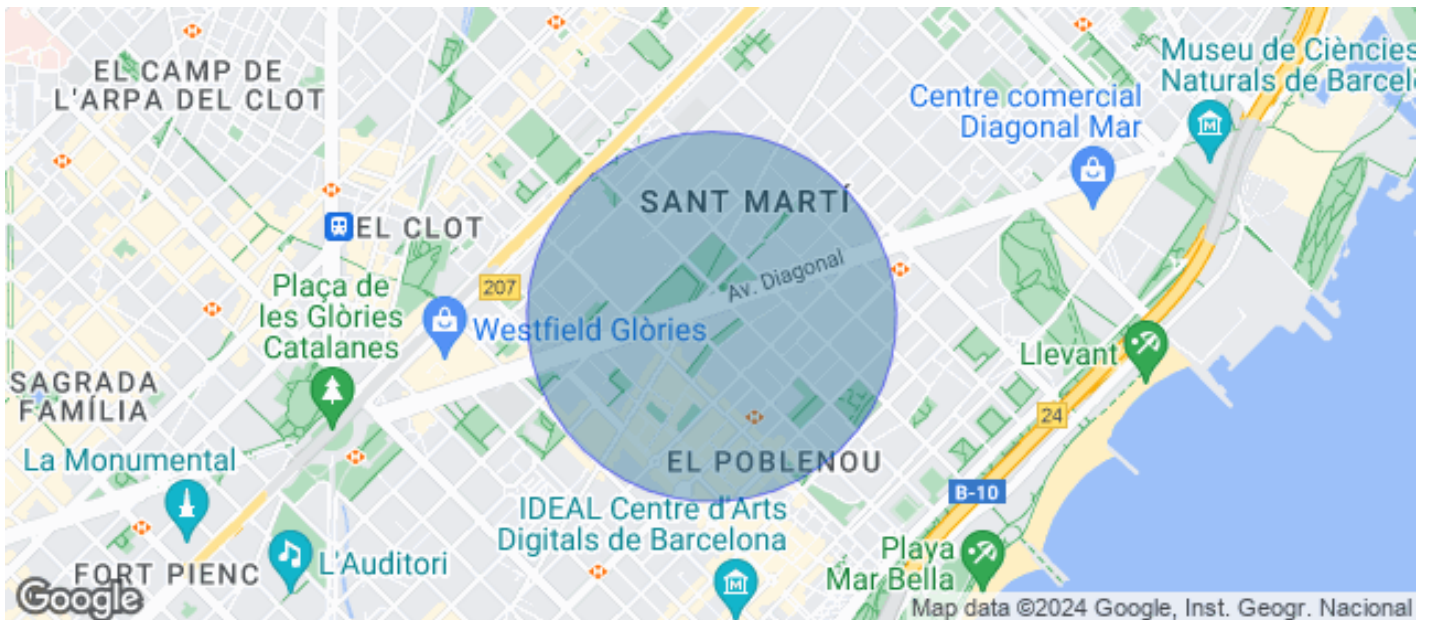 EL CAMP DE
L'ARPA DEL CLOT
Museu de Ciències
Naturals de Barcel
Centre comercial
Diagonal Mar
SANT MARTÍ
EL CLOT
Av. Diagonal
Plaça de
les Glòries
Catalanes
207
Westfield Glòries
Llevant
SAGRADA
FAMÍLIA
24
La Monumental
EL POBLENOU
B-10
IDEAL Centre d'Arts
Digitals de Barcelona
Playa
Mar Bella
L'Auditori
FORT PIENC
Google
Map data ©2024 Google, Inst. Geogr. Nacional